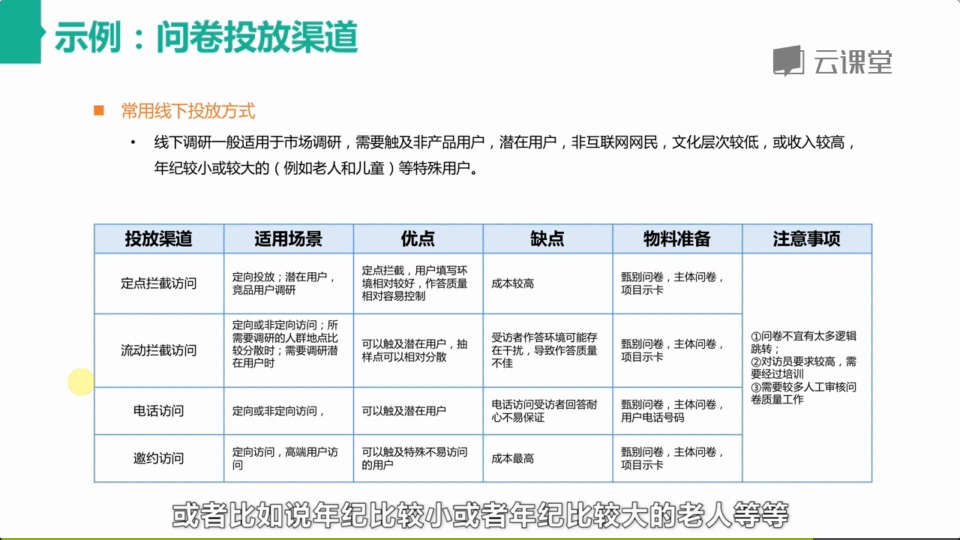 示例：问卷投放渠道
云课堂
常用线下投放方式
线下调研一般适用于市场调研，需要触及非产品用户，潜在用户，非互联网网民，文化层次较低，或收入较高，
年纪较小或较大的（例如老人和儿童）等特殊用户。
投放渠道 适用场景 优点 缺点 物料准备 注意事项
定点拦截访问
定向投放；潜在用户，
竞品用户调研
定点拦截，用户填写环
境相对较好，作答质量
相对容易控制
成本较高
甄别问卷，主体问卷，
项目示卡
流动拦截访问
定向或非定向访问；所
需要调研的人群地点比
较分散时；需要调研潜
在用户时
可以触及潜在用户，抽
样点可以相对分散
受访者作答环境可能存
在干扰，导致作答质量
不佳
甄别问卷，主体问卷，
项目示卡
电话访问
定向或非定向访问，
可以触及潜在用户
电话访问受访者回答耐
心不易保证
甄别问卷，主体问卷，
用户电话号码
邀约访问
定向访问，高端用户访
问
可以触及特殊不易访问
的用户
成本最高
甄别问卷，主体问卷，
项目示卡
①问卷不宜有太多逻辑
跳转；
②对访员要求较高，需
要经过培训
③需要较多人工审核问
卷质量工作
或者比如说年纪比较小或者年纪比较大的老人等等